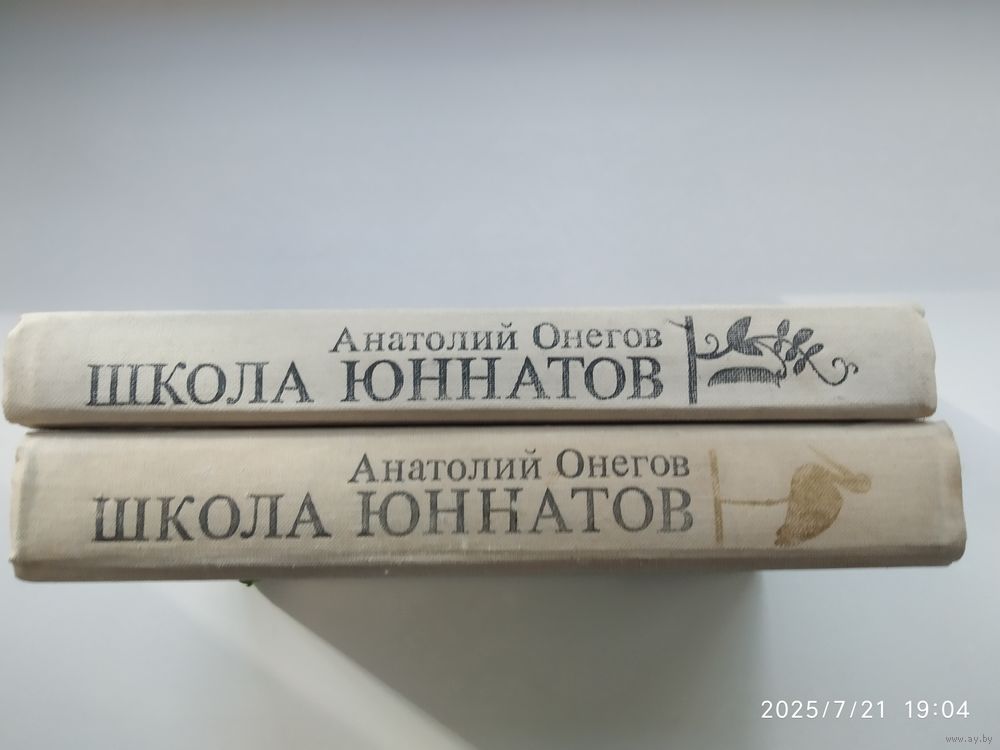 Анатолий Онегов
ШКОЛА ЮННАТОВ
Анатолий Онегов
ШКОЛА ЮННАТОВ
2025/7/21 19:04
www.ay.by